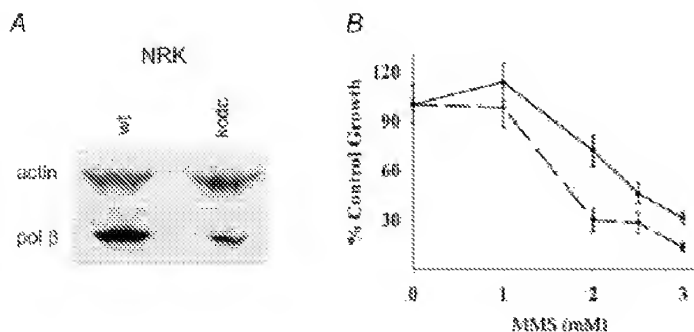 A
NRK
wt
kodc
actin
pol β
B
% Control Growth
120
90
60
30
0
1
2
3
MMS (mM)